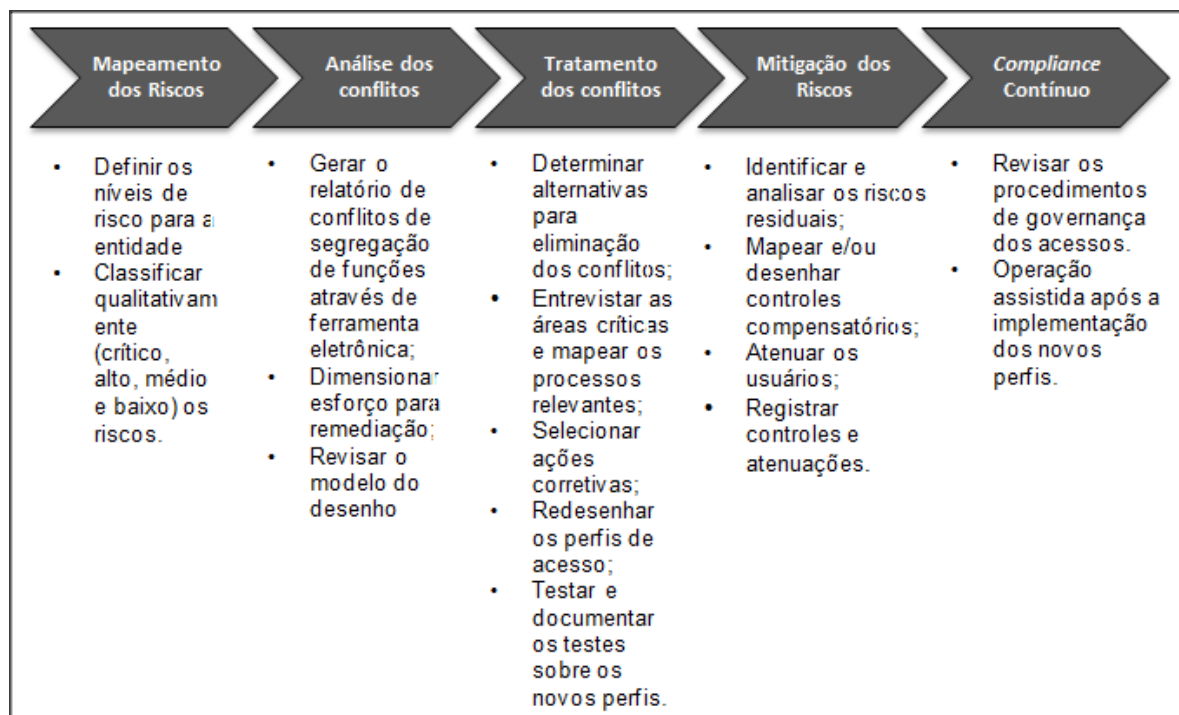 Mapeamento
dos Riscos
Análise dos
conflitos
Tratamento
dos conflitos
Mitigação dos
Riscos
Compliance
Contínuo
• Definir os
níveis de
risco para a
entidade
• Classificar
qualitativam
ente
(crítico,
alto, médio
e baixo) os
riscos.
• Gerar o
relatório de
conflitos de
segregação
de funções
através de
ferramenta
eletrônica;
• Dimensionar
esforço para
remediação;
• Revisar o
modelo do
desenho
• Determinar
alternativas
para
eliminação
dos conflitos;
• Entrevistar as
áreas críticas
e mapear os
processos
relevantes;
• Selecionar
ações
corretivas;
• Redesenhar
os perfis de
acesso;
• Testar e
documentar
os testes
sobre os
novos perfis.
• Identificar e
analisar os riscos
residuais;
• Mapear e/ou
desenhar
controles
compensatórios;
• Atenuar os
usuários;
• Registrar
controles e
atenuações.
• Revisar os
procedimentos
de governança
dos acessos.
• Operação
assistida após a
implementação
dos novos
perfis.